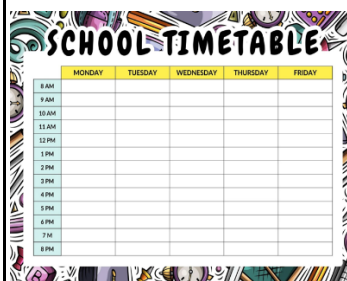 SCHOOL TIMETABLE
MONDAY TUESDAY WEDNESDAY THURSDAY FRIDAY
8 AM
9 AM
10 AM
11 AM
12 PM
1 PM
2 PM
3 PM
4 PM
5 PM
6 PM
7 M
8 PM